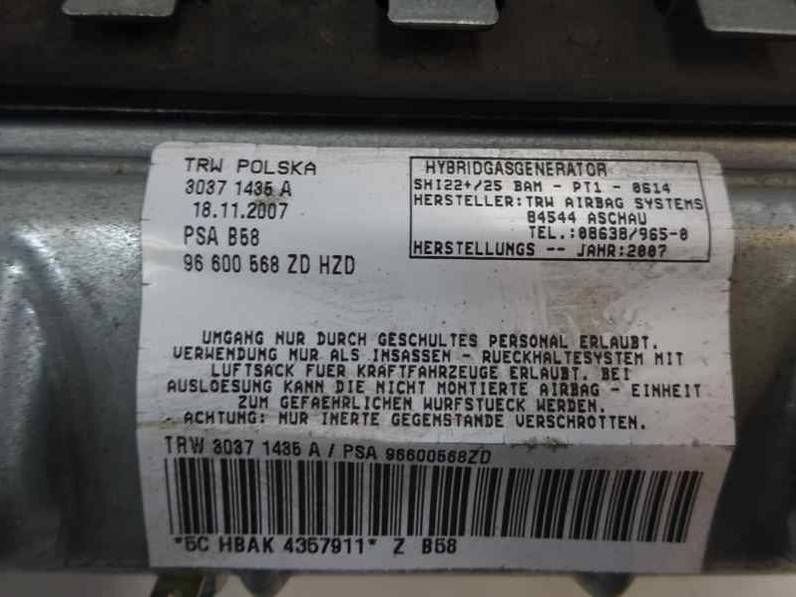 TRW POLSKA
3037 1435 A
18.11.2007
PSA B58
96 600 568 ZD HZD
HYBRIDGASGENERATOR
SHI22+/25 BAM - PT1 - 0614
HERSTELLER:TRW AIRBAG SYSTEMS
84544 ASCHAU
TEL.:08638/965-0
HERSTELLUNGS -- JAHR:2007
UMGANG NUR DURCH GESCHULTES PERSONAL ERLAUBT.
VERWENDUNG NUR ALS INSASSEN - RUECKHALTESYSTEM MIT
LUFTSACK FUER KRAFTFAHRZEUGE ERLAUBT. BEI
AUSLOESUNG KANN DIE NICHT MONTIERTE AIRBAG - EINHEIT
ZUM GEFAEHRLICHEN WURFSTUECK WERDEN.
ACHTUNG: NUR INERTE GEGENSTANDE VERSCHROTTEN.
TRW 3037 1435 A / PSA 96600568ZD
*5C HBAK 4357911* Z B58